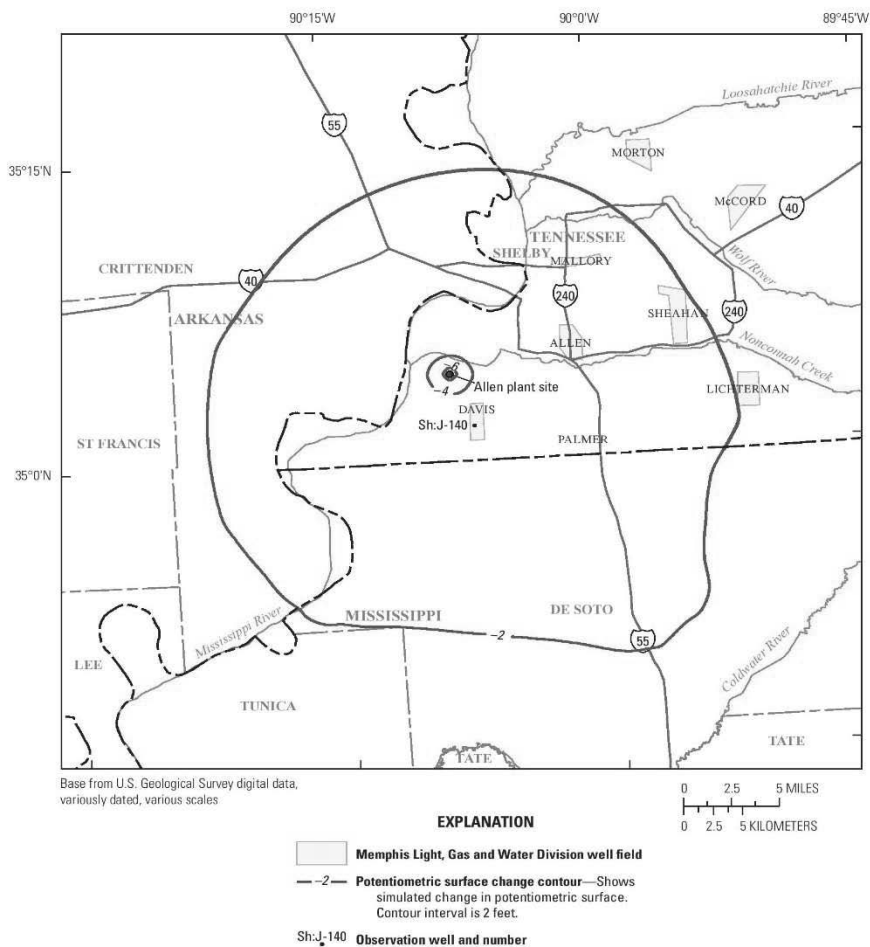 90°15'W
90°0'W
89°45'W
Loosahatchie River
55
MORTON
35°15'N
McCORD
40
TENNESSEE
SHELBY
MALLORY
Wolf River
CRITTENDEN
40
240
SHEAHAN
240
ARKANSAS
ALLEN
Nonconnah Creek
–6
Allen plant site
–4
LICHTERMAN
DAVIS
Sh:J-140
ST FRANCIS
PALMER
35°0'N
MISSISSIPPI
DE SOTO
–2
55
Mississippi River
LEE
Coldwater River
TUNICA
TATE
TATE
Base from U.S. Geological Survey digital data,
variously dated, various scales
0 2.5 5 MILES
0 2.5 5 KILOMETERS
EXPLANATION
Memphis Light, Gas and Water Division well field
–2 Potentiometric surface change contour—Shows
simulated change in potentiometric surface.
Contour interval is 2 feet.
Sh:J-140 Observation well and number